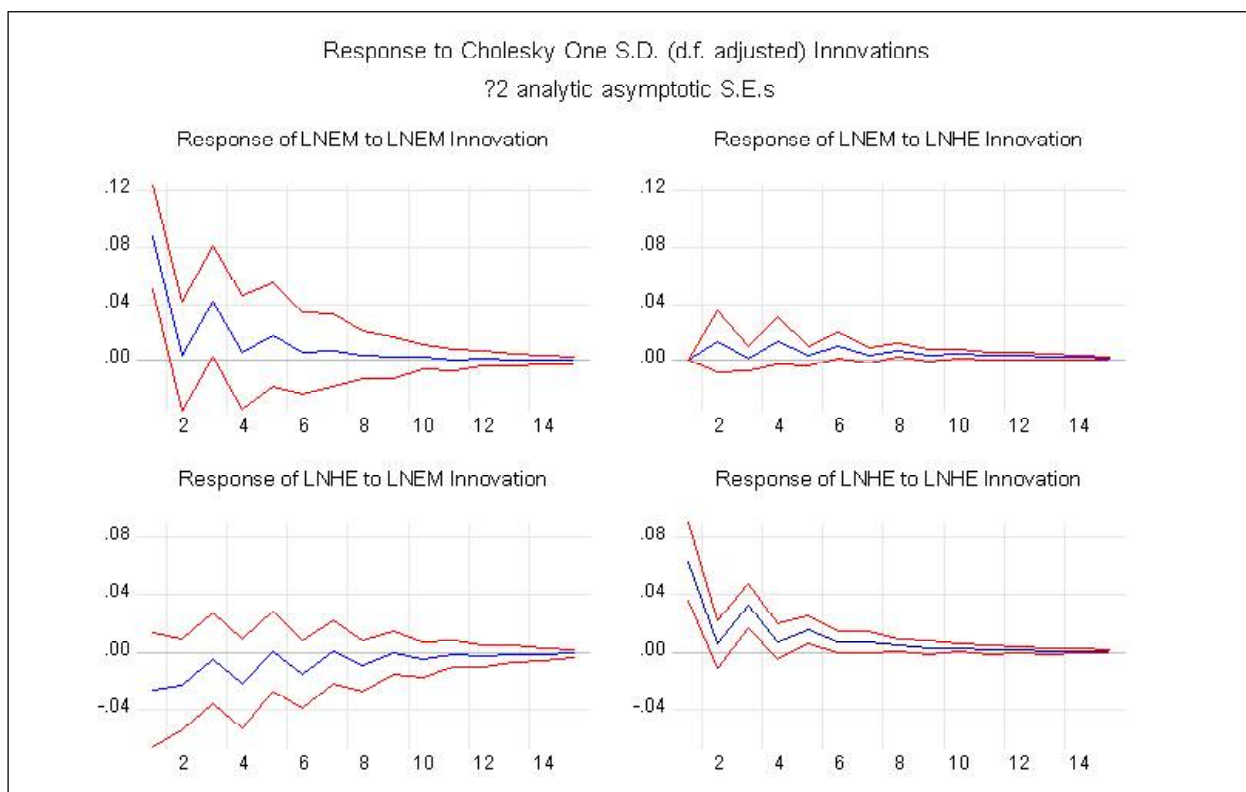 Response to Cholesky One S.D. (d.f. adjusted) Innovations
?2 analytic asymptotic S.E.s
Response of LNEM to LNEM Innovation
.12
.08
.04
.00
2 4 6 8 10 12 14
Response of LNEM to LNHE Innovation
.12
.08
.04
.00
2 4 6 8 10 12 14
Response of LNHE to LNEM Innovation
.08
.04
.00
-.04
2 4 6 8 10 12 14
Response of LNHE to LNHE Innovation
.08
.04
.00
-.04
2 4 6 8 10 12 14